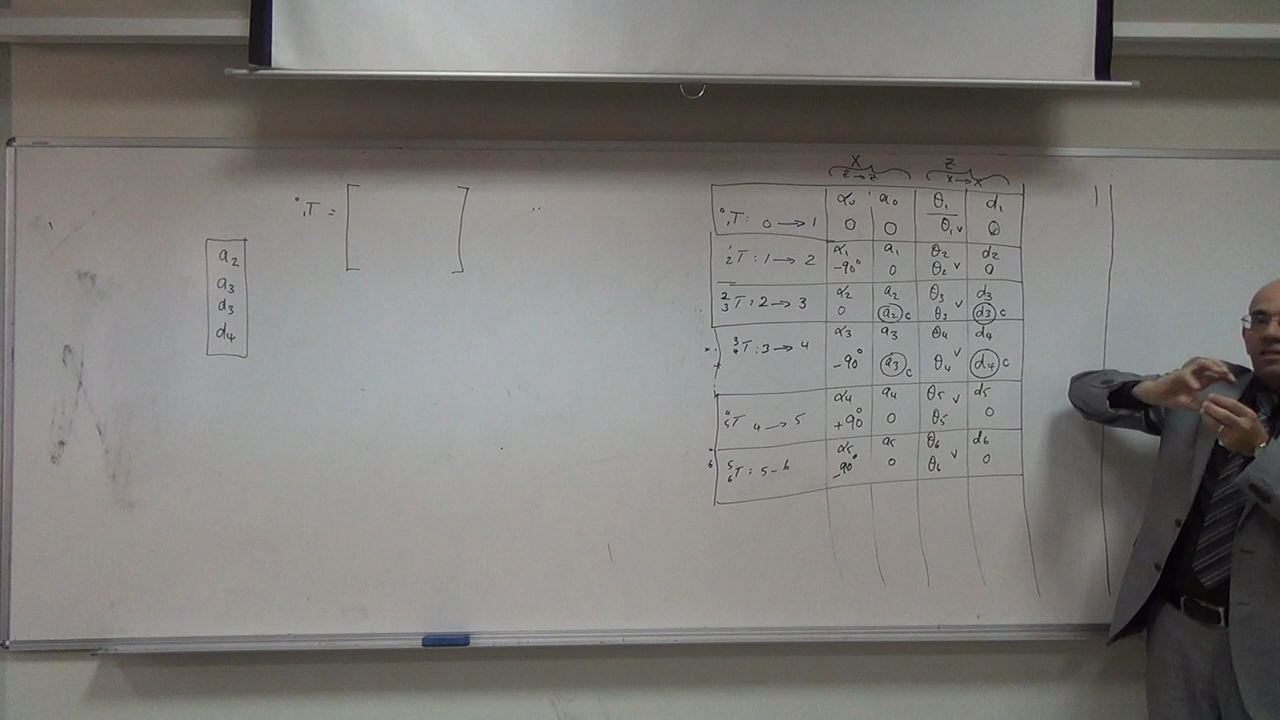 ⁰₁T =
a₂
a₃
d₃
d₄
X Z
Z → Z X → X
⁰₁T : 0 → 1 α₀ a₀ θ₁ d₁
0 0 θ₁ v 0
¹₂T : 1 → 2 α₁ a₁ θ₂ d₂
-90° 0 θ₂ v 0
²₃T : 2 → 3 α₂ a₂ θ₃ d₃
0 a₂ c θ₃ v d₃ c
³₄T : 3 → 4 α₃ a₃ θ₄ d₄
-90° a₃ c θ₄ v d₄ c
⁴₅T 4 → 5 α₄ a₄ θ₅ v d₅
+90° 0 θ₅ 0
⁵₆T : 5 - 6 α₅ a₅ θ₆ d₆
-90° 0 θ₆ v 0